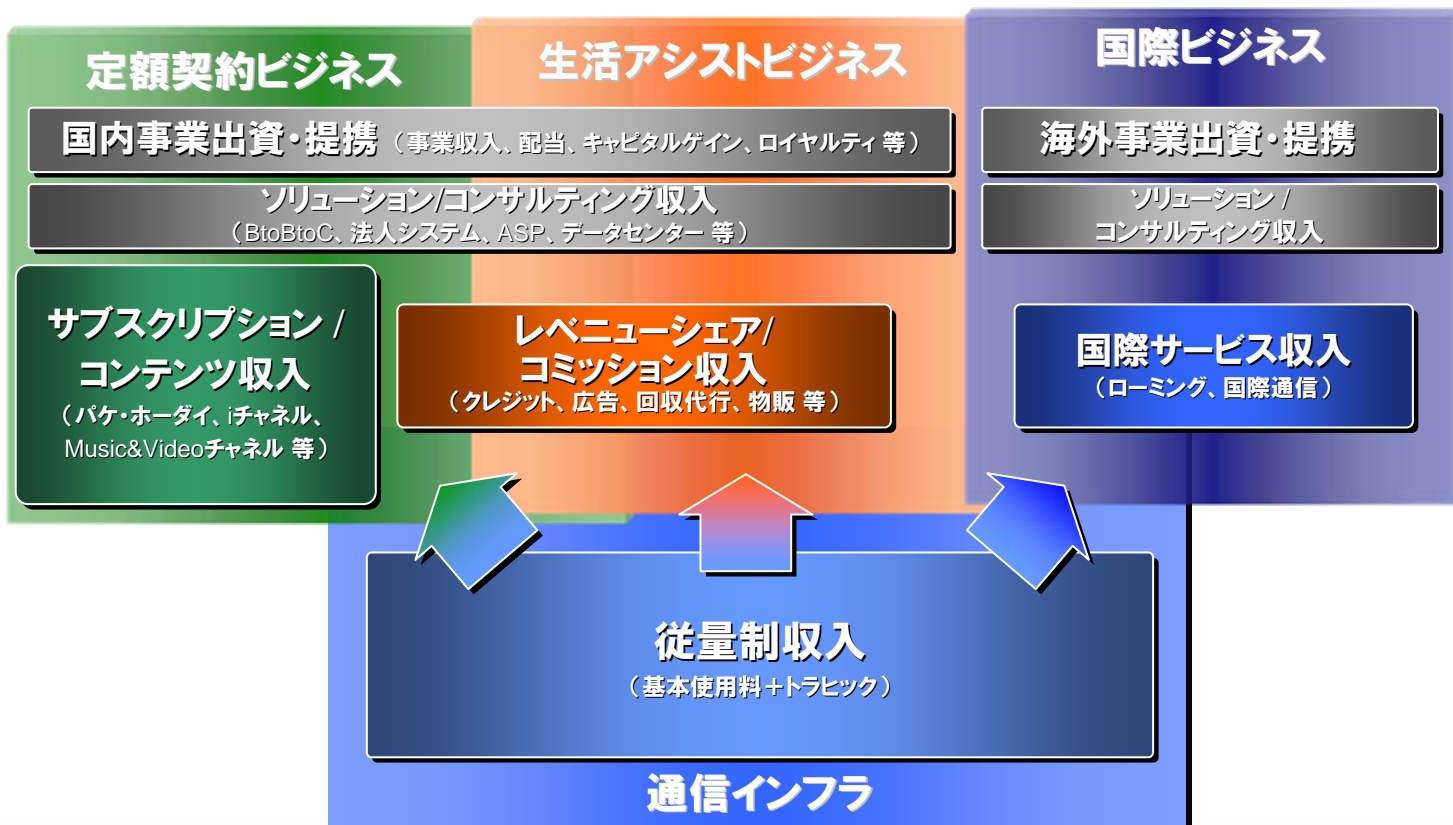 定額契約ビジネス
生活アシストビジネス
国際ビジネス
国内事業出資・提携（事業収入、配当、キャピタルゲイン、ロイヤルティ 等）
海外事業出資・提携
ソリューション/コンサルティング収入
（BtoBtoC、法人システム、ASP、データセンター 等）
ソリューション /
コンサルティング収入
サブスクリプション /
コンテンツ収入
（パケ・ホーダイ、iチャネル、
Music&Videoチャネル 等）
レベニューシェア/
コミッション収入
（クレジット、広告、回収代行、物販 等）
国際サービス収入
（ローミング、国際通信）
従量制収入
（基本使用料＋トラヒック）
通信インフラ